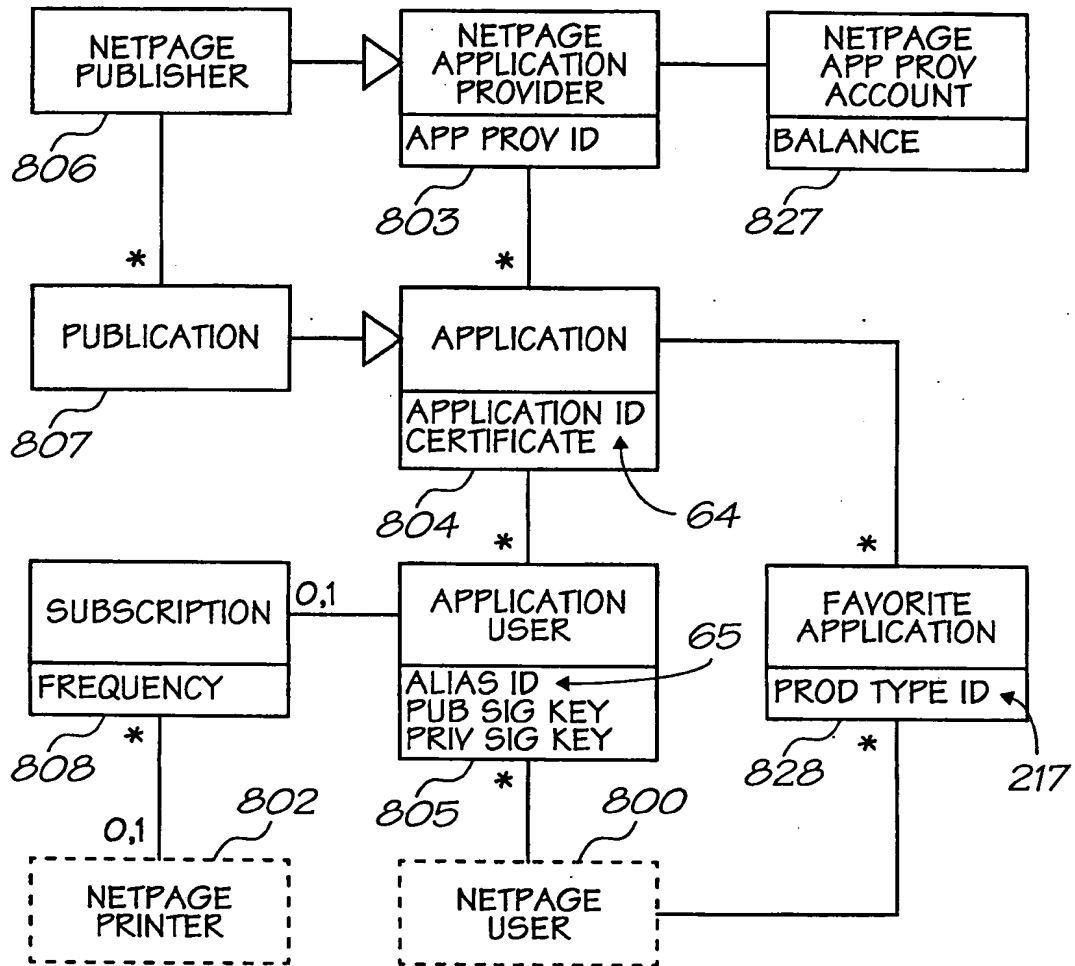 NETPAGE
PUBLISHER
806
NETPAGE
APPLICATION
PROVIDER
APP PROV ID
803
NETPAGE
APP PROV
ACCOUNT
BALANCE
827
*
*
PUBLICATION
807
APPLICATION
APPLICATION ID
CERTIFICATE
804
64
*
*
SUBSCRIPTION
FREQUENCY
808
0,1
APPLICATION
USER
ALIAS ID
PUB SIG KEY
PRIV SIG KEY
805
65
FAVORITE
APPLICATION
PROD TYPE ID
828
217
*
*
*
0,1
802
NETPAGE
PRINTER
800
NETPAGE
USER